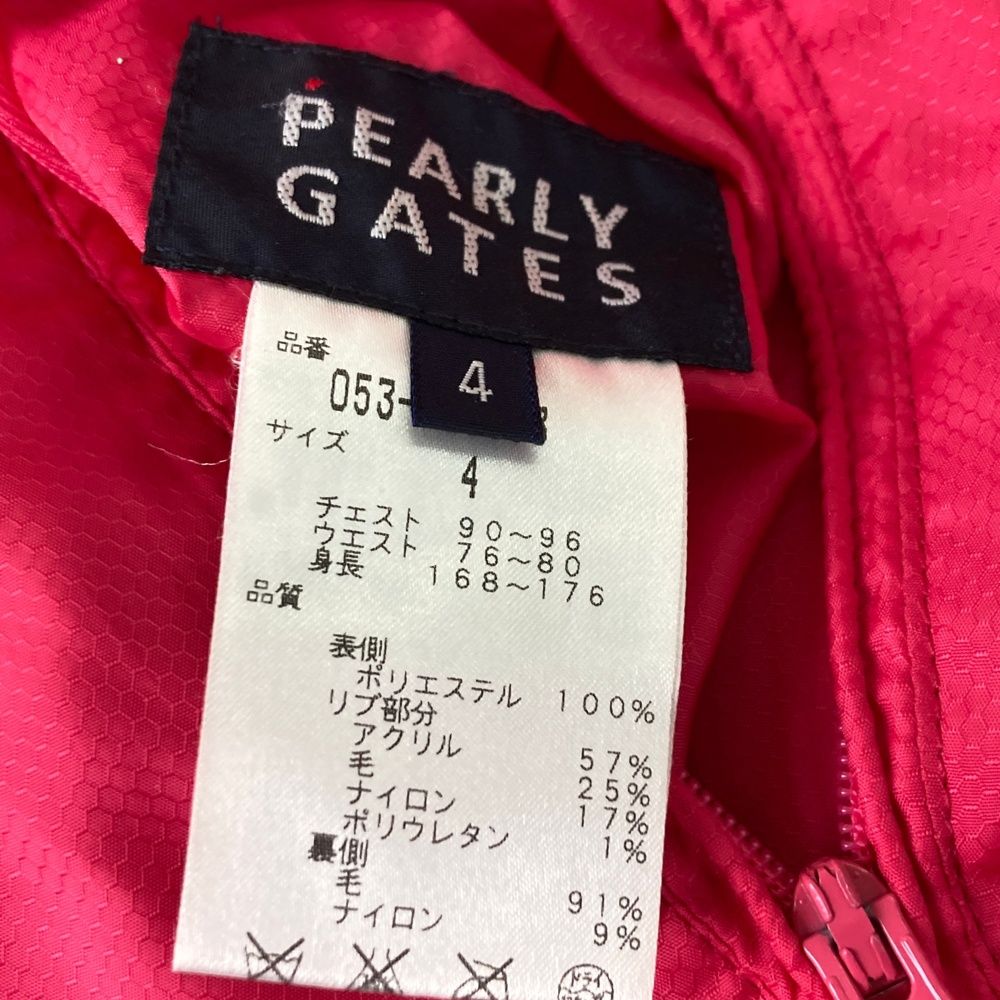 PEARLY
GATES
4
品番
053-
サイズ
4
チェスト 90~96
ウエスト 76~80
身長 168~176
品質
表側
ポリエステル 100%
リブ部分
アクリル 57%
毛 25%
ナイロン 17%
ポリウレタン 1%
裏側
毛 91%
ナイロン 9%
ドライ